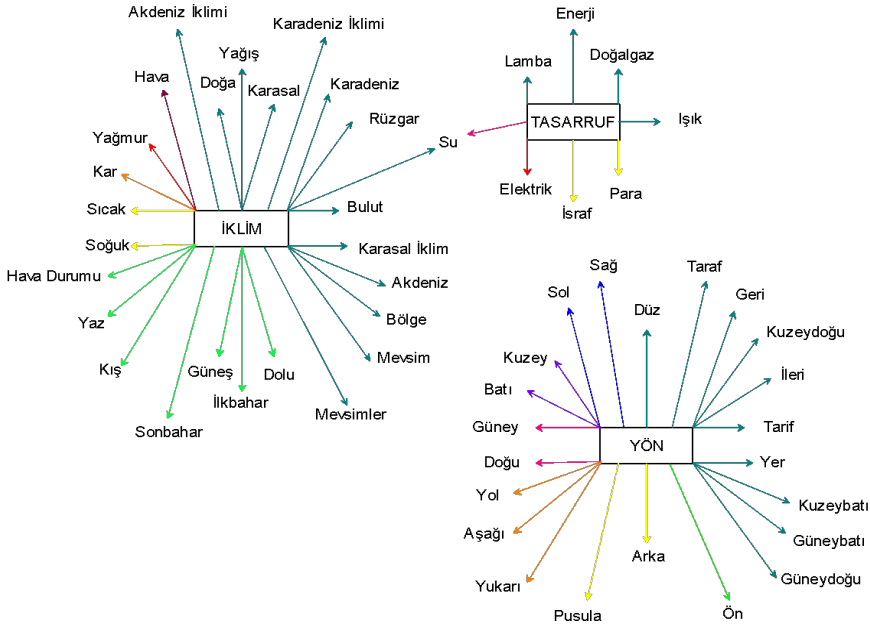 Akdeniz İklimi
Karadeniz İklimi
Yağış
Hava
Doğa
Karasal
Karadeniz
Yağmur
Rüzgar
Kar
Su
Sıcak
Bulut
İKLİM
Soğuk
Karasal İklim
Hava Durumu
Akdeniz
Yaz
Bölge
Kış
Güneş
Dolu
Mevsim
İlkbahar
Mevsimler
Sonbahar
Enerji
Lamba
Doğalgaz
TASARRUF
Işık
Elektrik
Para
İsraf
Sağ
Taraf
Sol
Düz
Geri
Kuzey
Kuzeydoğu
Batı
İleri
Güney
Tarif
YÖN
Doğu
Yer
Yol
Kuzeybatı
Aşağı
Güneybatı
Arka
Yukarı
Güneydoğu
Pusula
Ön